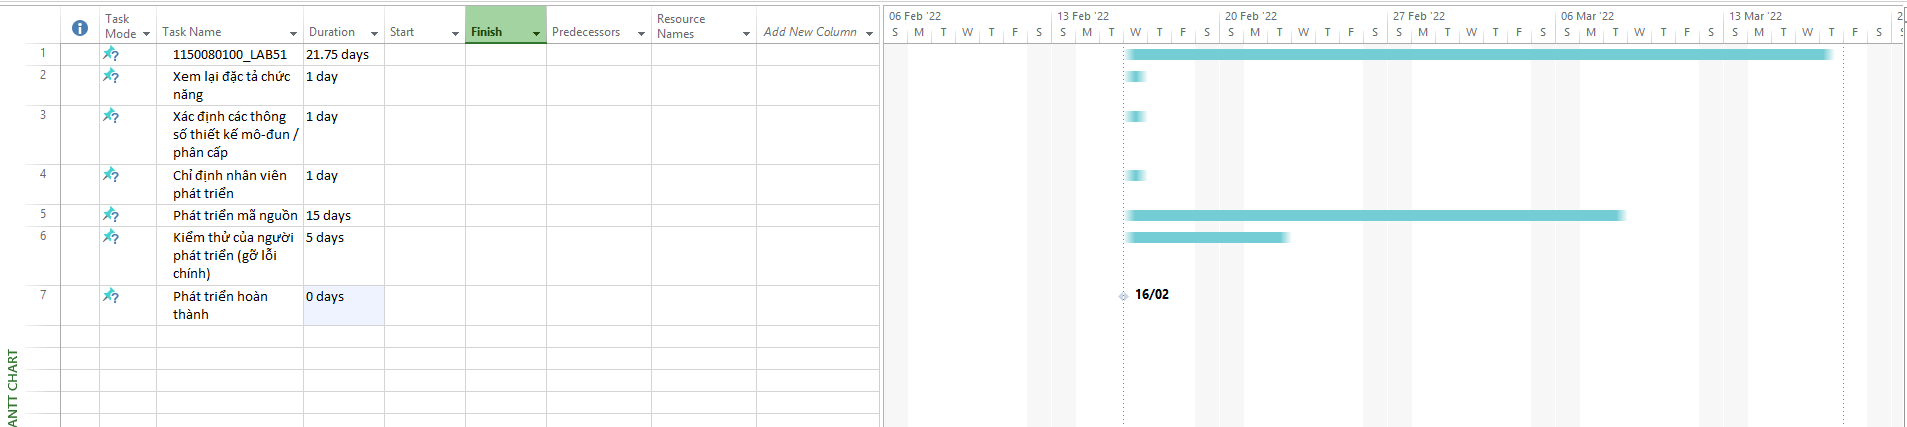 06 Feb '22 13 Feb '22 20 Feb '22 27 Feb '22 06 Mar '22 13 Mar '22 2
Task Mode Task Name Duration Start Finish Predecessors Resource Names Add New Column
S M T W T F S S M T W T F S S M T W T F S S M T W T F S S M T W T F S S M T W T F S S
1 1150080100_LAB51 21.75 days
2 Xem lại đặc tả chức 1 day
năng
3 Xác định các thông 1 day
số thiết kế mô-đun /
phân cấp
4 Chỉ định nhân viên 1 day
phát triển
5 Phát triển mã nguồn 15 days
6 Kiểm thử của người 5 days
phát triển (gỡ lỗi
chính)
7 Phát triển hoàn 0 days 16/02
thành
ANTT CHART